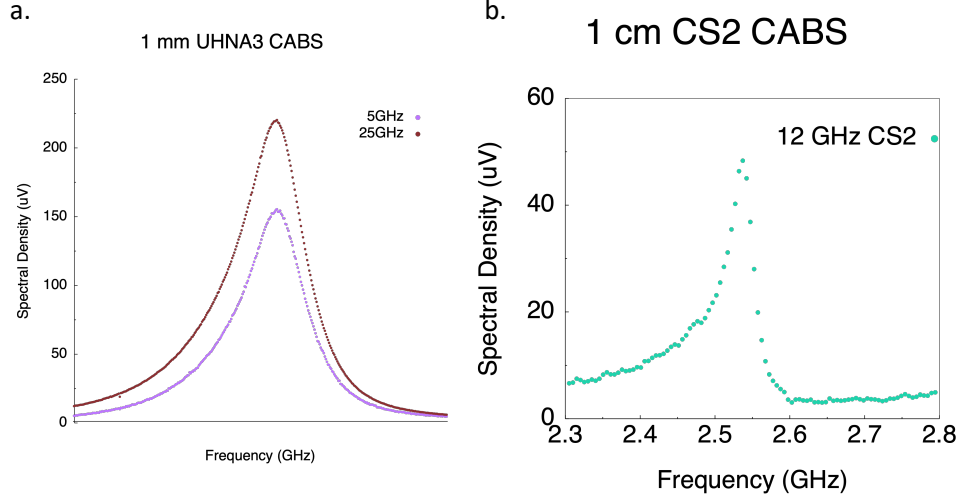 a.
1 mm UHNA3 CABS
250
200
150
100
50
0
Spectral Density (uV)
5GHz
25GHz
Frequency (GHz)
b.
1 cm CS2 CABS
60
40
20
0
Spectral Density (uV)
12 GHz CS2
2.3 2.4 2.5 2.6 2.7 2.8
Frequency (GHz)